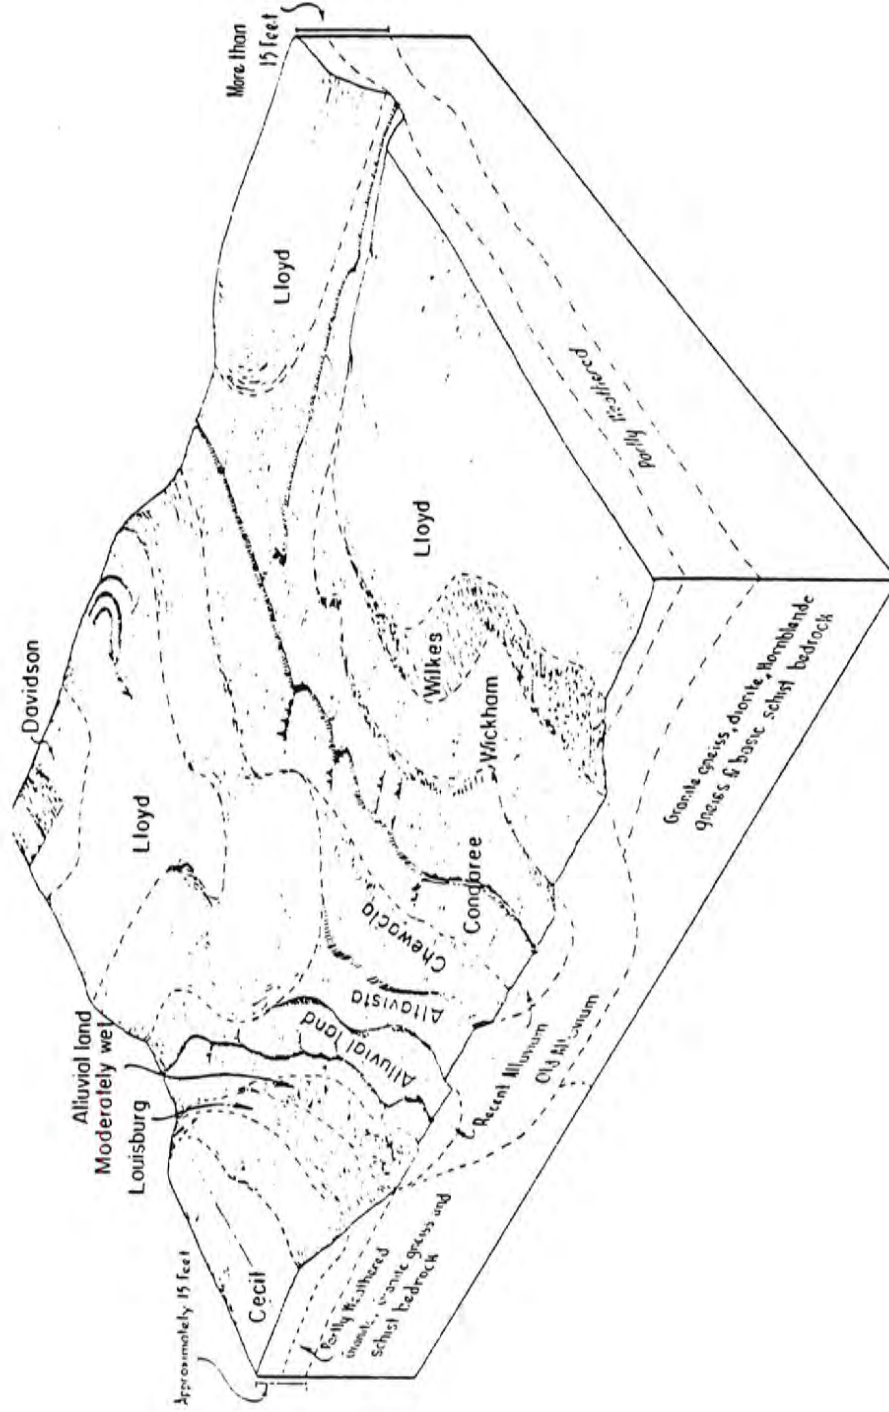 More than
15 Feet
Lloyd
Davidson
Lloyd
Lloyd
Wilkes
Wickham
Congaree
Chewacla
Altavista
Alluvial land
Alluvial land
Moderately wet
Louisburg
Cecil
Approximately 15 feet
Partly Weathered
Granite gneiss, diorite, Hornblende
gneiss & basic schist bedrock
Recent Alluvium
Old Alluvium
Partly Weathered
Granite, Granite gneiss and
schist bedrock